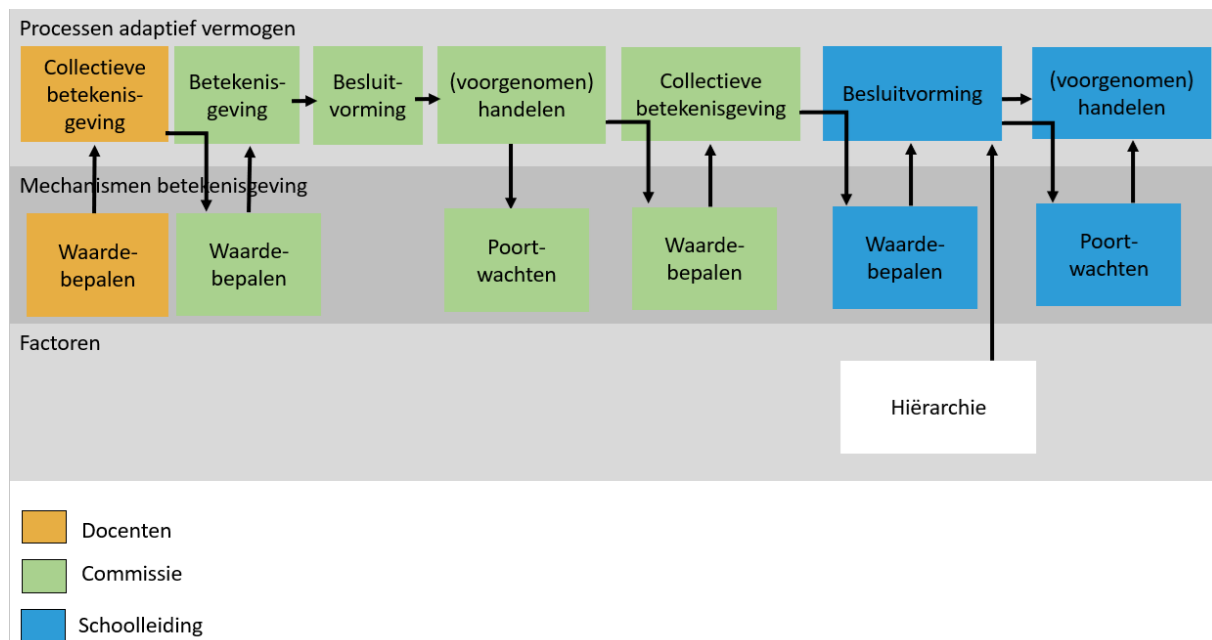 Processen adaptief vermogen
Collectieve
betekenis-
geving
Betekenis-
geving
Besluit-
vorming
(voorgenomen)
handelen
Collectieve
betekenisgeving
Besluitvorming
(voorgenomen)
handelen
Mechanismen betekenisgeving
Waarde-
bepalen
Waarde-
bepalen
Poort-
wachten
Waarde-
bepalen
Waarde-
bepalen
Poort-
wachten
Factoren
Hiërarchie
Docenten
Commissie
Schoolleiding